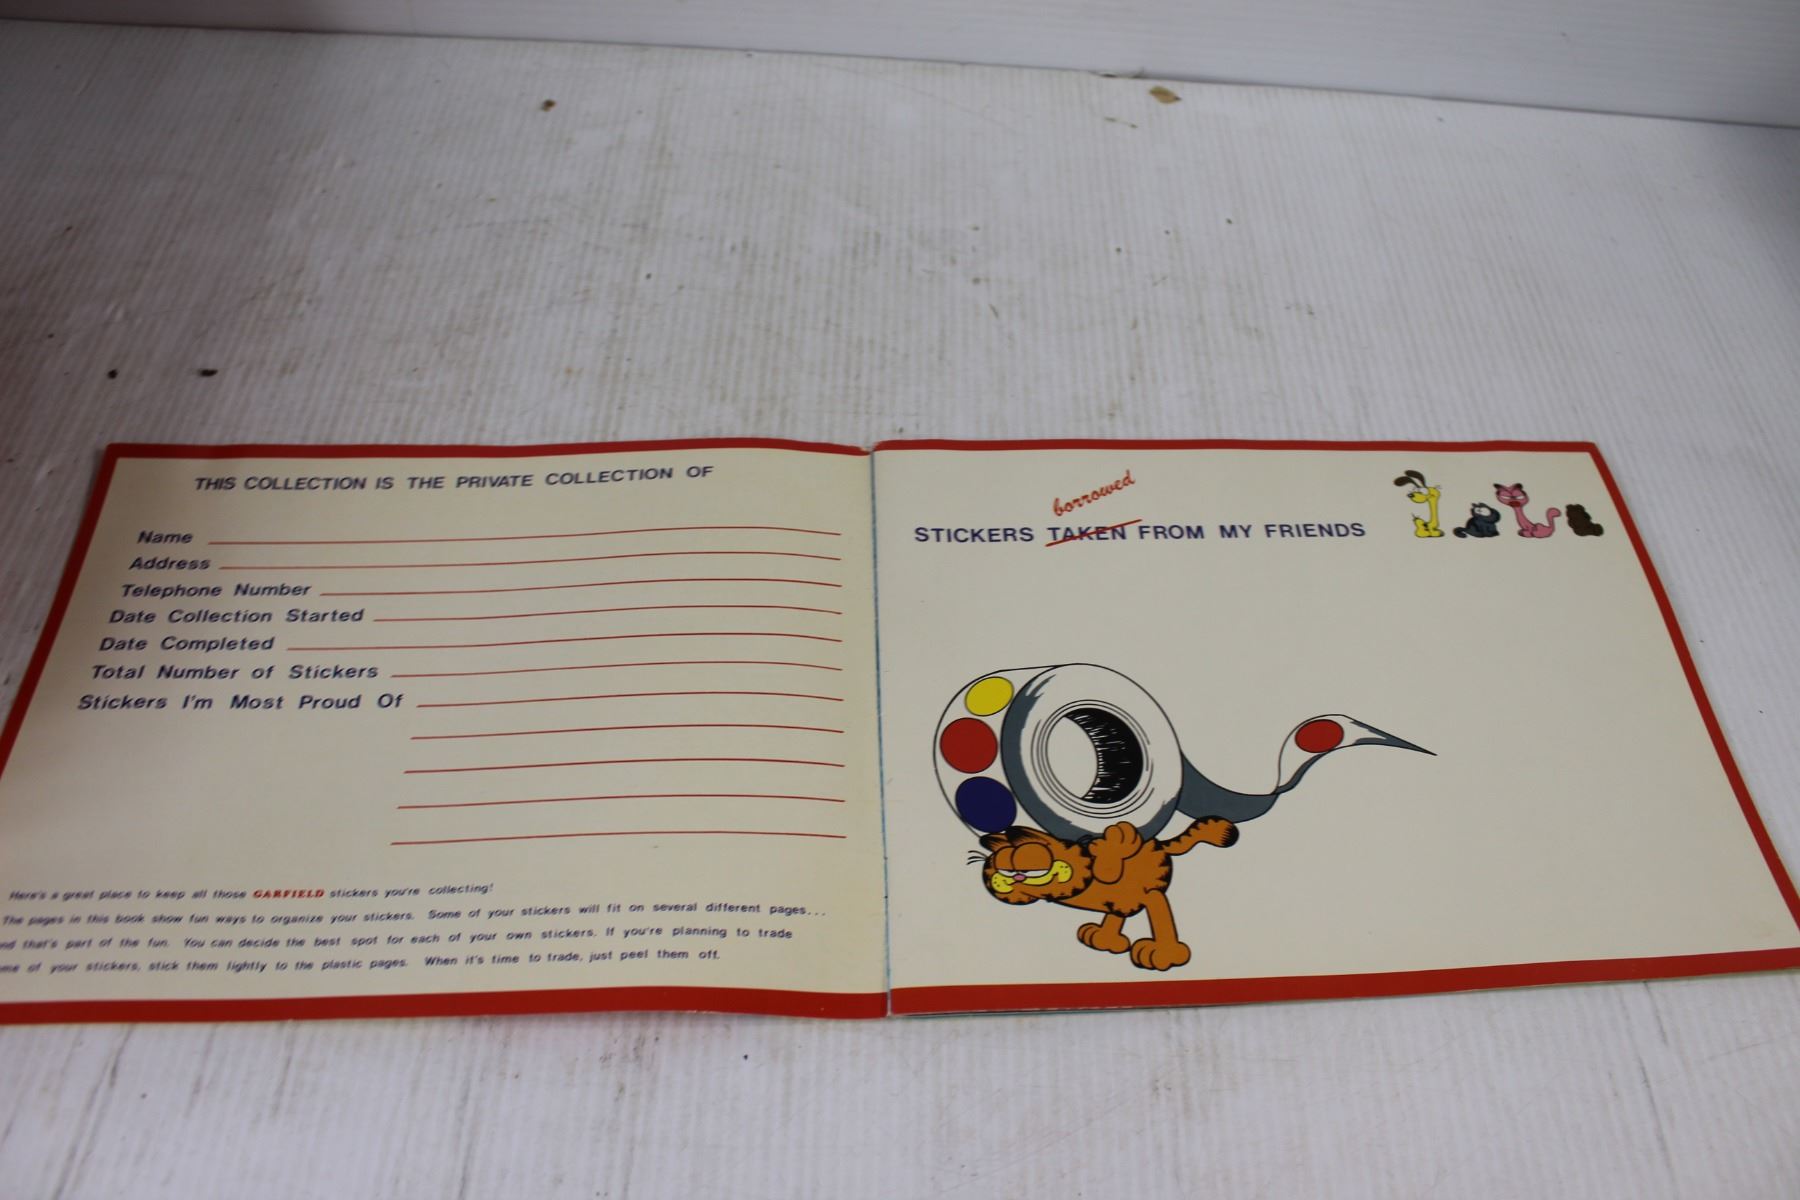 THIS COLLECTION IS THE PRIVATE COLLECTION OF
Name
Address
Telephone Number
Date Collection Started
Date Completed
Total Number of Stickers
Stickers I'm Most Proud Of
Here's a great place to keep all those GARFIELD stickers you're collecting!
The pages in this book show fun ways to organize your stickers. Some of your stickers will fit on several different pages...
that's part of the fun. You can decide the best spot for each of your own stickers. If you're planning to trade
of your stickers, stick them lightly to the plastic pages. When it's time to trade, just peel them off.
borrowed
STICKERS TAKEN FROM MY FRIENDS